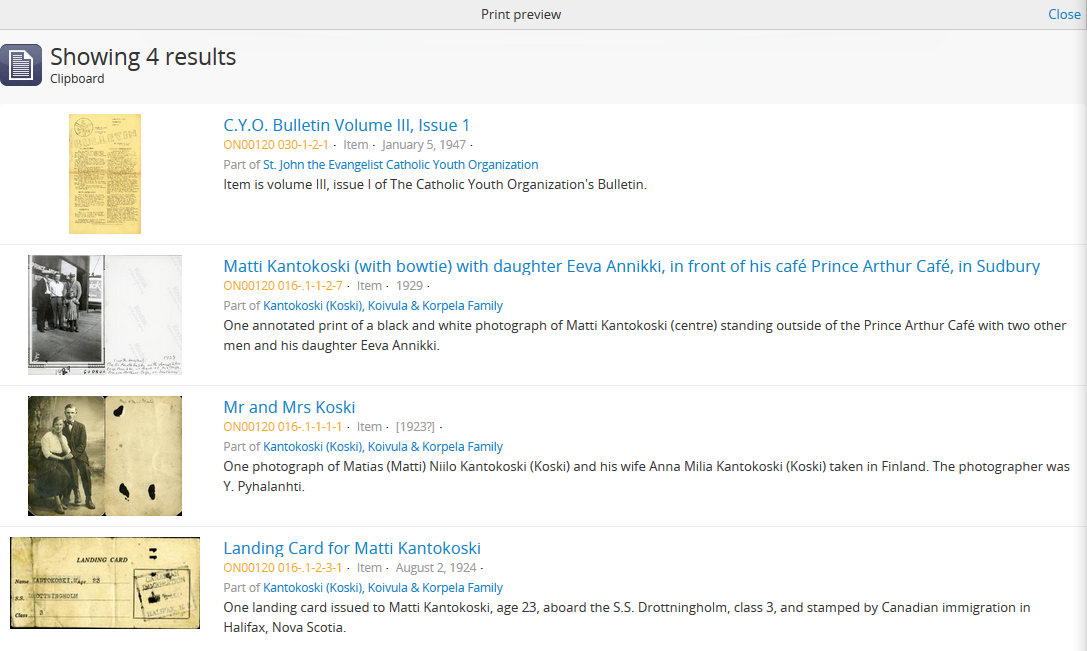 Print preview
Close
Showing 4 results
Clipboard
C.Y.O. Bulletin Volume III, Issue 1
ON00120 030-1-2-1 · Item · January 5, 1947 ·
Part of St. John the Evangelist Catholic Youth Organization
Item is volume III, issue I of The Catholic Youth Organization's Bulletin.
Matti Kantokoski (with bowtie) with daughter Eeva Annikki, in front of his café Prince Arthur Café, in Sudbury
ON00120 016-.1-1-2-7 · Item · 1929 ·
Part of Kantokoski (Koski), Koivula & Korpela Family
One annotated print of a black and white photograph of Matti Kantokoski (centre) standing outside of the Prince Arthur Café with two other
men and his daughter Eeva Annikki.
Mr and Mrs Koski
ON00120 016-.1-1-1-1 · Item · [1923?] ·
Part of Kantokoski (Koski), Koivula & Korpela Family
One photograph of Matias (Matti) Niilo Kantokoski (Koski) and his wife Anna Milia Kantokoski (Koski) taken in Finland. The photographer was
Y. Pyhalanhti.
LANDING CARD
Name KANTOKOSKI, M. Age 23
S.S. DROTTNINGHOLM
Class 3
Landing Card for Matti Kantokoski
ON00120 016-.1-2-3-1 · Item · August 2, 1924 ·
Part of Kantokoski (Koski), Koivula & Korpela Family
One landing card issued to Matti Kantokoski, age 23, aboard the S.S. Drottningholm, class 3, and stamped by Canadian immigration in
Halifax, Nova Scotia.